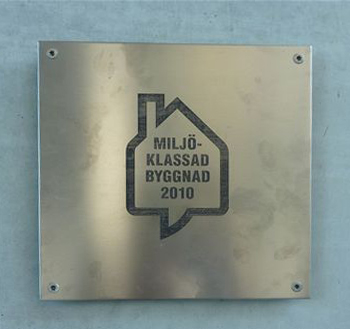 MILJÖ-
KLASSAD
BYGGNAD
2010